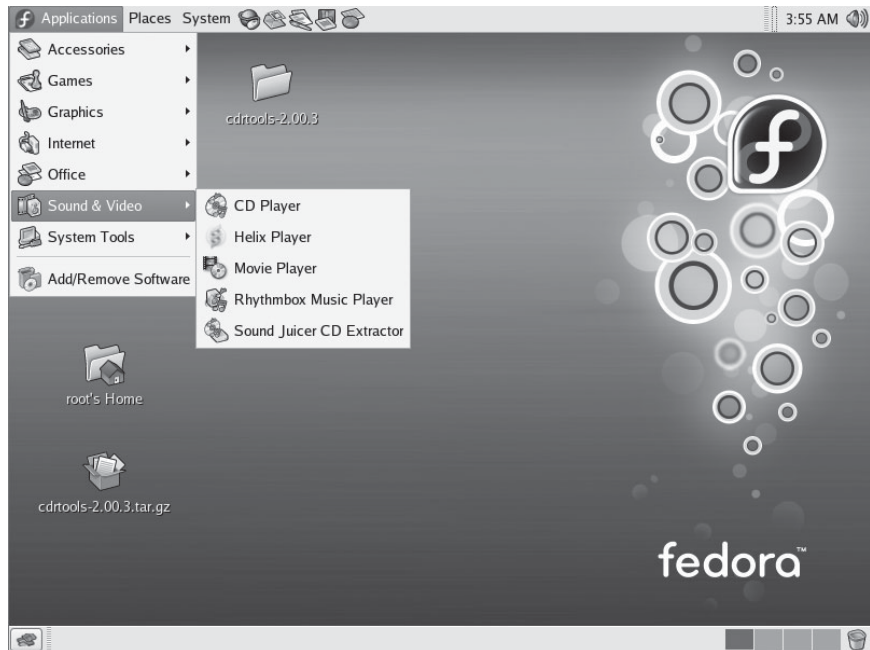 Applications Places System 3:55 AM
Accessories
Games
Graphics
Internet
Office
Sound & Video
System Tools
Add/Remove Software
CD Player
Helix Player
Movie Player
Rhythmbox Music Player
Sound Juicer CD Extractor
cdrtools-2.00.3
root's Home
cdrtools-2.00.3.tar.gz
fedora™